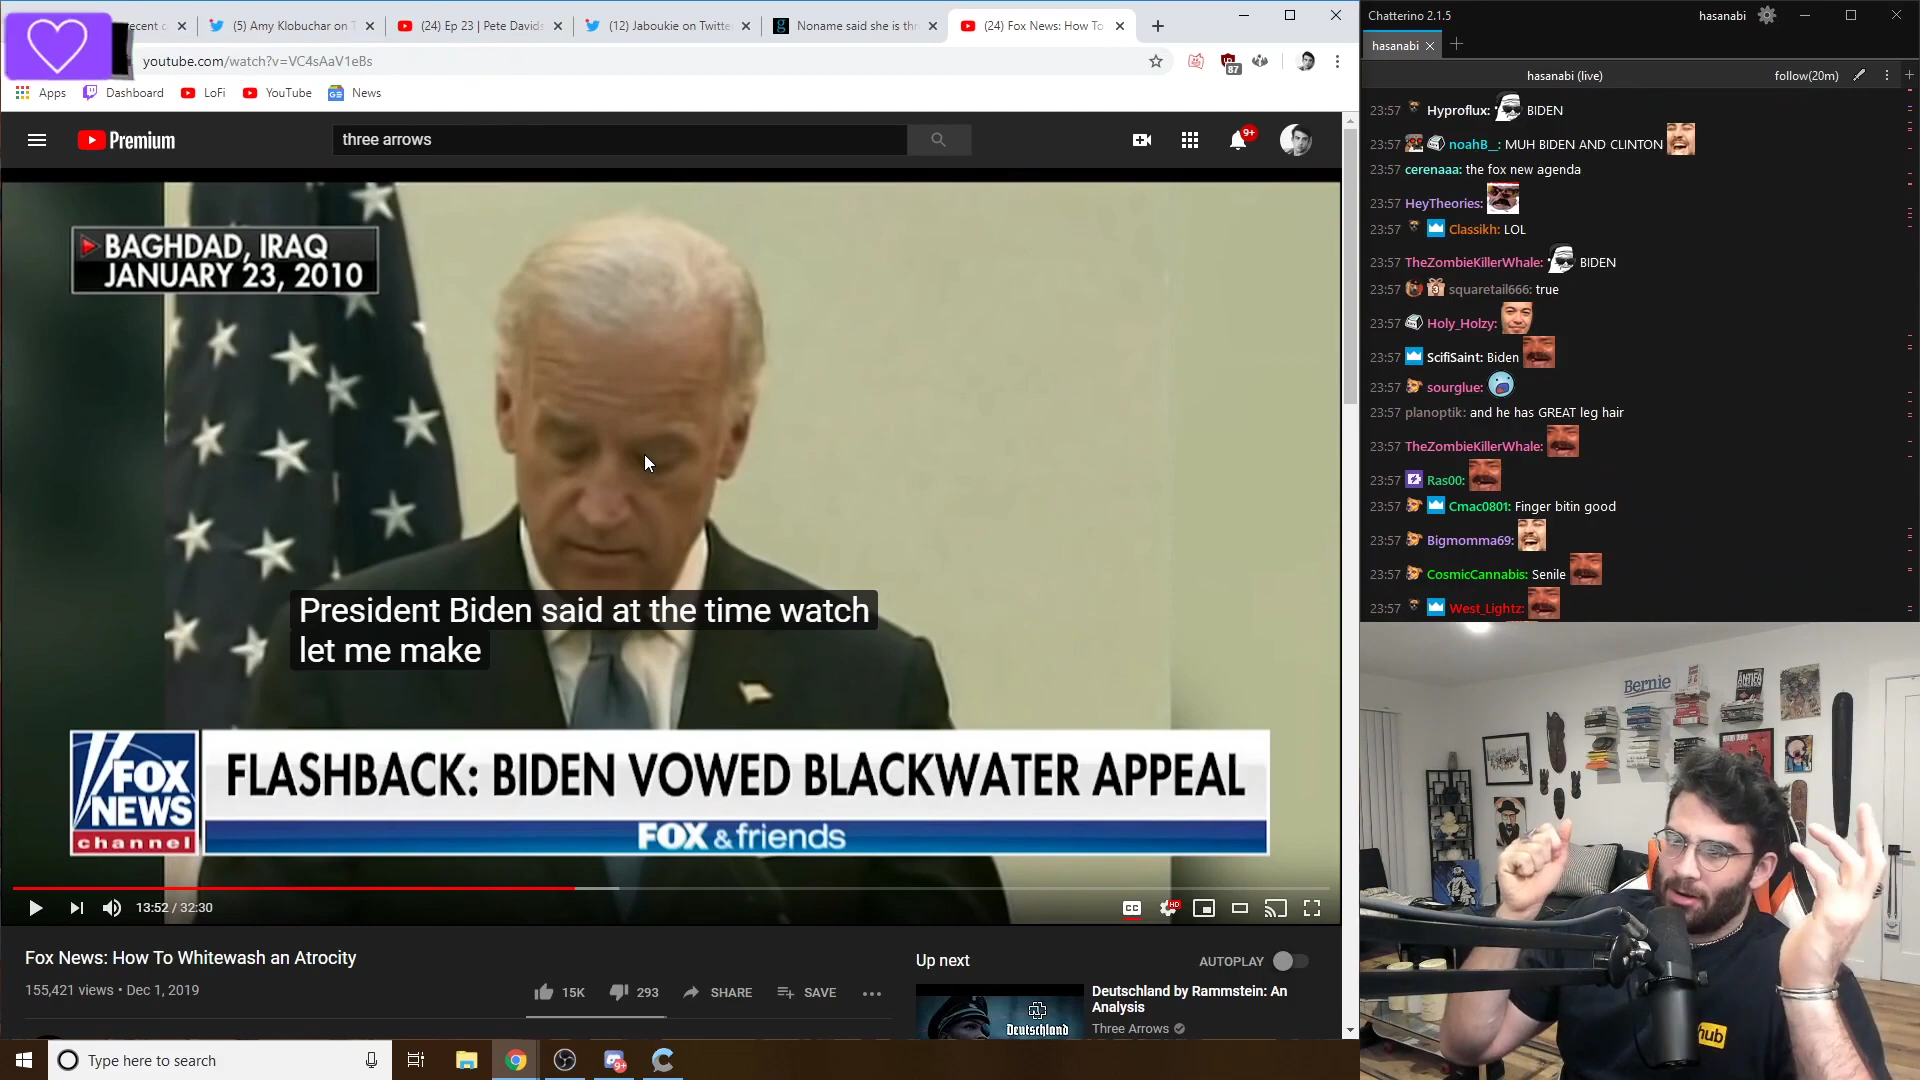 ecent c
(5) Amy Klobuchar on T
(24) Ep 23 | Pete Davids
(12) Jaboukie on Twitte
Noname said she is thr
(24) Fox News: How To
youtube.com/watch?v=VC4sAaV1eBs
87
Apps
Dashboard
LoFi
YouTube
News
Premium
three arrows
9+
BAGHDAD, IRAQ
JANUARY 23, 2010
President Biden said at the time watch
let me make
FOX
NEWS
channel
FLASHBACK: BIDEN VOWED BLACKWATER APPEAL
FOX & friends
13:52 / 32:30
CC
HD
Fox News: How To Whitewash an Atrocity
155,421 views • Dec 1, 2019
15K
293
SHARE
SAVE
Up next
AUTOPLAY
Deutschland
Deutschland by Rammstein: An
Analysis
Three Arrows
Type here to search
9+
Chatterino 2.1.5
hasanabi
hasanabi
hasanabi (live)
follow(20m)
23:57 Hyproflux: BIDEN
23:57 noahB_: MUH BIDEN AND CLINTON
23:57 cerenaaa: the fox new agenda
23:57 HeyTheories:
23:57 Classikh: LOL
23:57 TheZombieKillerWhale: BIDEN
23:57 squaretail666: true
23:57 Holy_Holzy:
23:57 ScifiSaint: Biden
23:57 sourglue:
23:57 planoptik: and he has GREAT leg hair
23:57 TheZombieKillerWhale:
23:57 Ras00:
23:57 Cmac0801: Finger bitin good
23:57 Bigmomma69:
23:57 CosmicCannabis: Senile
23:57 West_Lightz:
Bernie
ANTIFA
hub